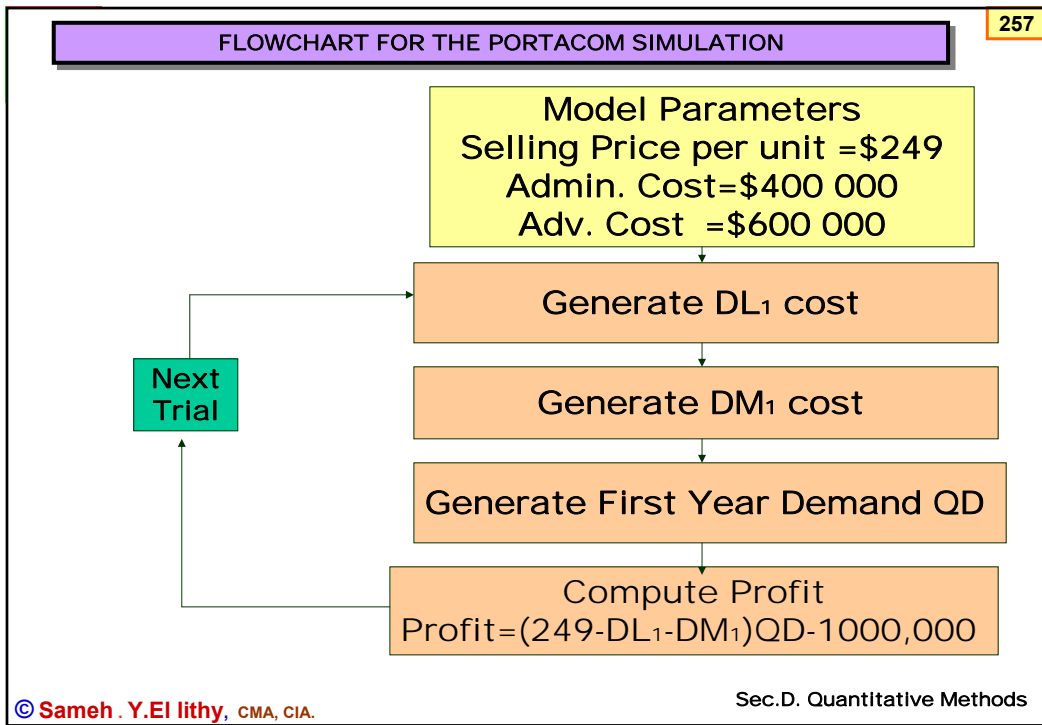 FLOWCHART FOR THE PORTACOM SIMULATION
257
Model Parameters
Selling Price per unit =$249
Admin. Cost=$400 000
Adv. Cost =$600 000
Generate DL₁ cost
Next
Trial
Generate DM₁ cost
Generate First Year Demand QD
Compute Profit
Profit=(249-DL₁-DM₁)QD-1000,000
© Sameh . Y.El lithy, CMA, CIA.
Sec.D. Quantitative Methods